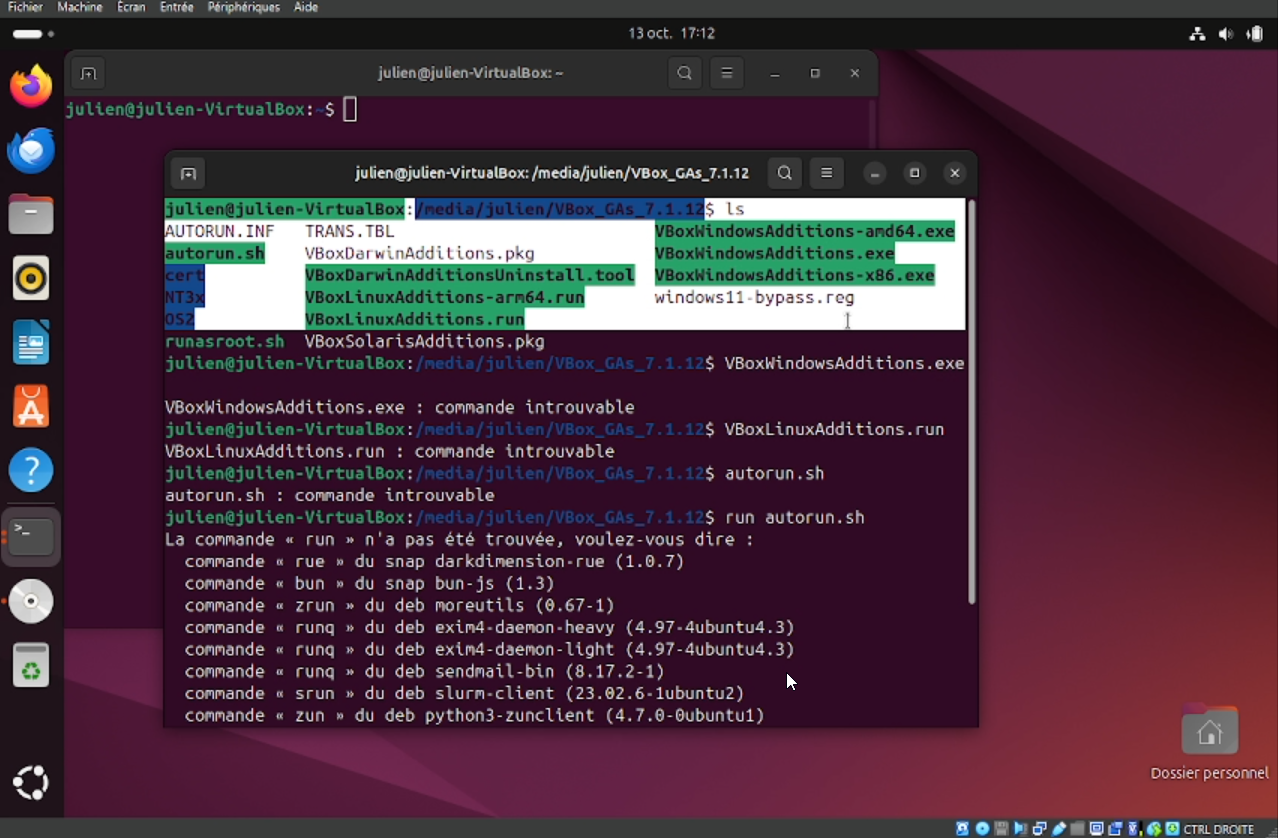 Fichier Machine Écran Entrée Périphériques Aide
13 oct. 17:12
julien@julien-VirtualBox: ~
julien@julien-VirtualBox:~$
julien@julien-VirtualBox: /media/julien/VBox_GAs_7.1.12
julien@julien-VirtualBox:/media/julien/VBox_GAs_7.1.12$ ls
AUTORUN.INF TRANS.TBL VBoxWindowsAdditions-amd64.exe
autorun.sh VBoxDarwinAdditions.pkg VBoxWindowsAdditions.exe
cert VBoxDarwinAdditionsUninstall.tool VBoxWindowsAdditions-x86.exe
NT3x VBoxLinuxAdditions-arm64.run windows11-bypass.reg
OS2 VBoxLinuxAdditions.run
runasroot.sh VBoxSolarisAdditions.pkg
julien@julien-VirtualBox:/media/julien/VBox_GAs_7.1.12$ VBoxWindowsAdditions.exe
VBoxWindowsAdditions.exe : commande introuvable
julien@julien-VirtualBox:/media/julien/VBox_GAs_7.1.12$ VBoxLinuxAdditions.run
VBoxLinuxAdditions.run : commande introuvable
julien@julien-VirtualBox:/media/julien/VBox_GAs_7.1.12$ autorun.sh
autorun.sh : commande introuvable
julien@julien-VirtualBox:/media/julien/VBox_GAs_7.1.12$ run autorun.sh
La commande « run » n'a pas été trouvée, voulez-vous dire :
commande « rue » du snap darkdimension-rue (1.0.7)
commande « bun » du snap bun-js (1.3)
commande « zrun » du deb moreutils (0.67-1)
commande « runq » du deb exim4-daemon-heavy (4.97-4ubuntu4.3)
commande « runq » du deb exim4-daemon-light (4.97-4ubuntu4.3)
commande « runq » du deb sendmail-bin (8.17.2-1)
commande « srun » du deb slurm-client (23.02.6-1ubuntu2)
commande « zun » du deb python3-zunclient (4.7.0-0ubuntu1)
Dossier personnel
CTRL DROITE